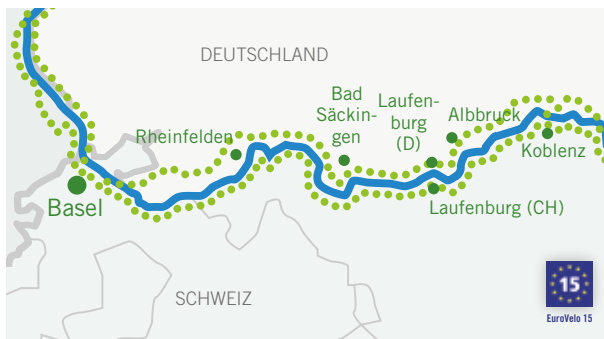 DEUTSCHLAND
Bad
Säckin-
gen
Laufen-
burg
(D)
Albbruck
Rheinfelden
Koblenz
Basel
Laufenburg (CH)
SCHWEIZ
15
EuroVelo 15